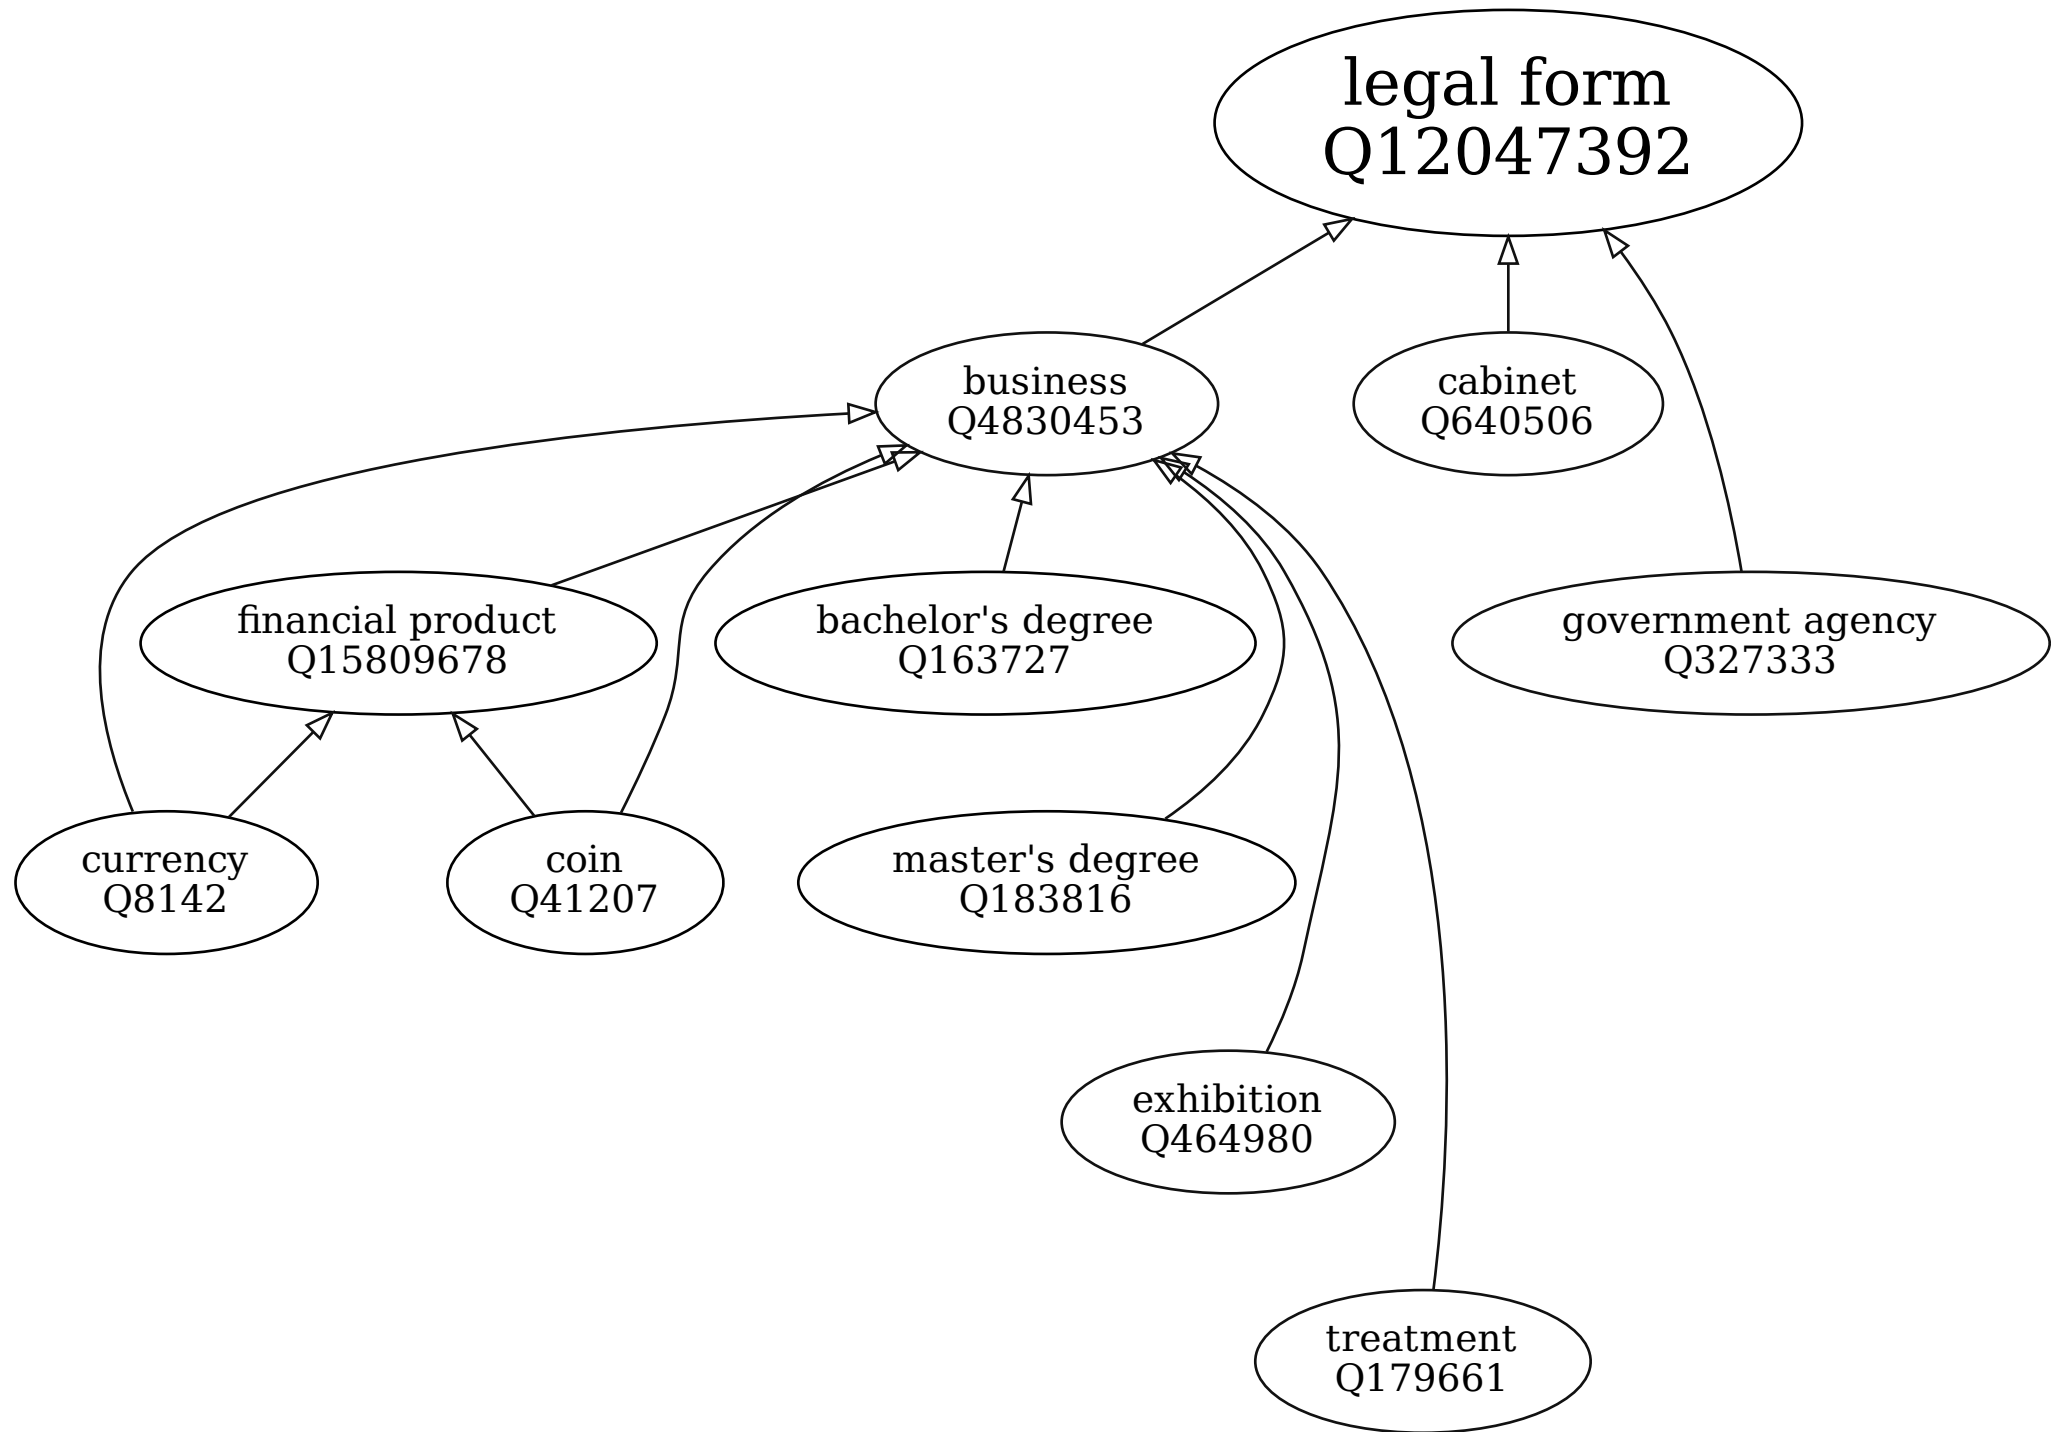 legal form
Q12047392
business
Q4830453
cabinet
Q640506
financial product
Q15809678
bachelor's degree
Q163727
government agency
Q327333
currency
Q8142
coin
Q41207
master's degree
Q183816
exhibition
Q464980
treatment
Q179661